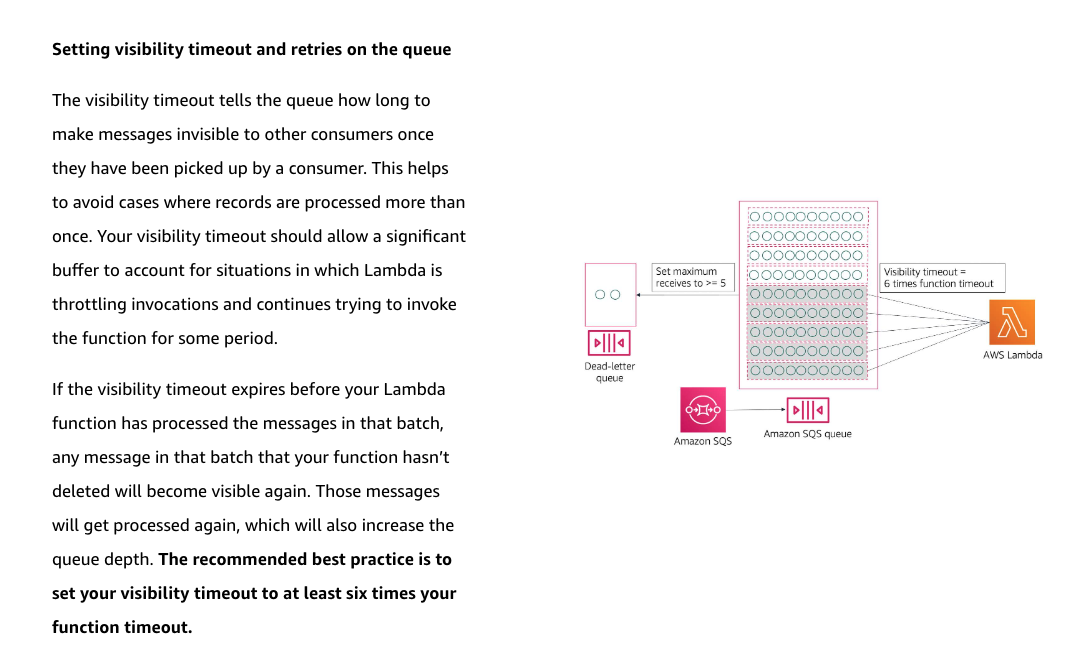 Setting visibility timeout and retries on the queue
The visibility timeout tells the queue how long to
make messages invisible to other consumers once
they have been picked up by a consumer. This helps
to avoid cases where records are processed more than
once. Your visibility timeout should allow a significant
buffer to account for situations in which Lambda is
throttling invocations and continues trying to invoke
the function for some period.
If the visibility timeout expires before your Lambda
function has processed the messages in that batch,
any message in that batch that your function hasn't
deleted will become visible again. Those messages
will get processed again, which will also increase the
queue depth. The recommended best practice is to
set your visibility timeout to at least six times your
function timeout.
Set maximum
receives to >= 5
Visibility timeout =
6 times function timeout
AWS Lambda
Dead-letter
queue
Amazon SQS
Amazon SQS queue